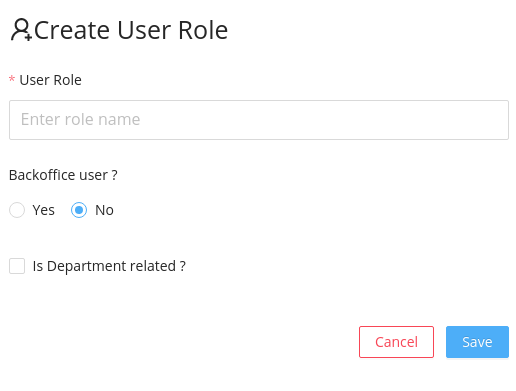 Create User Role
* User Role
Enter role name
Backoffice user ?
Yes No
Is Department related ?
Cancel Save